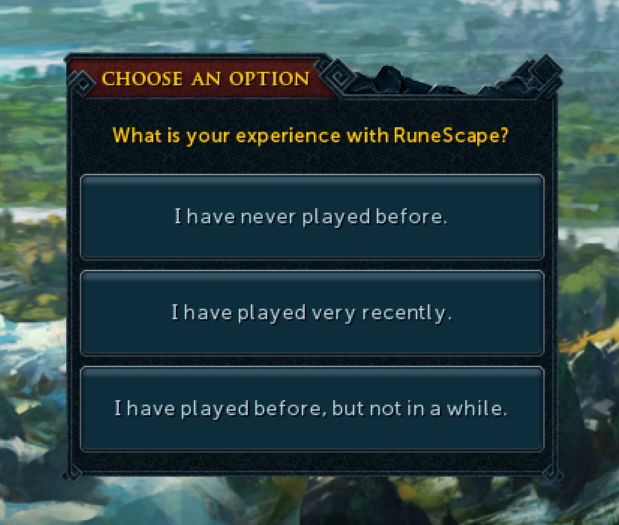 CHOOSE AN OPTION
What is your experience with RuneScape?
I have never played before.
I have played very recently.
I have played before, but not in a while.